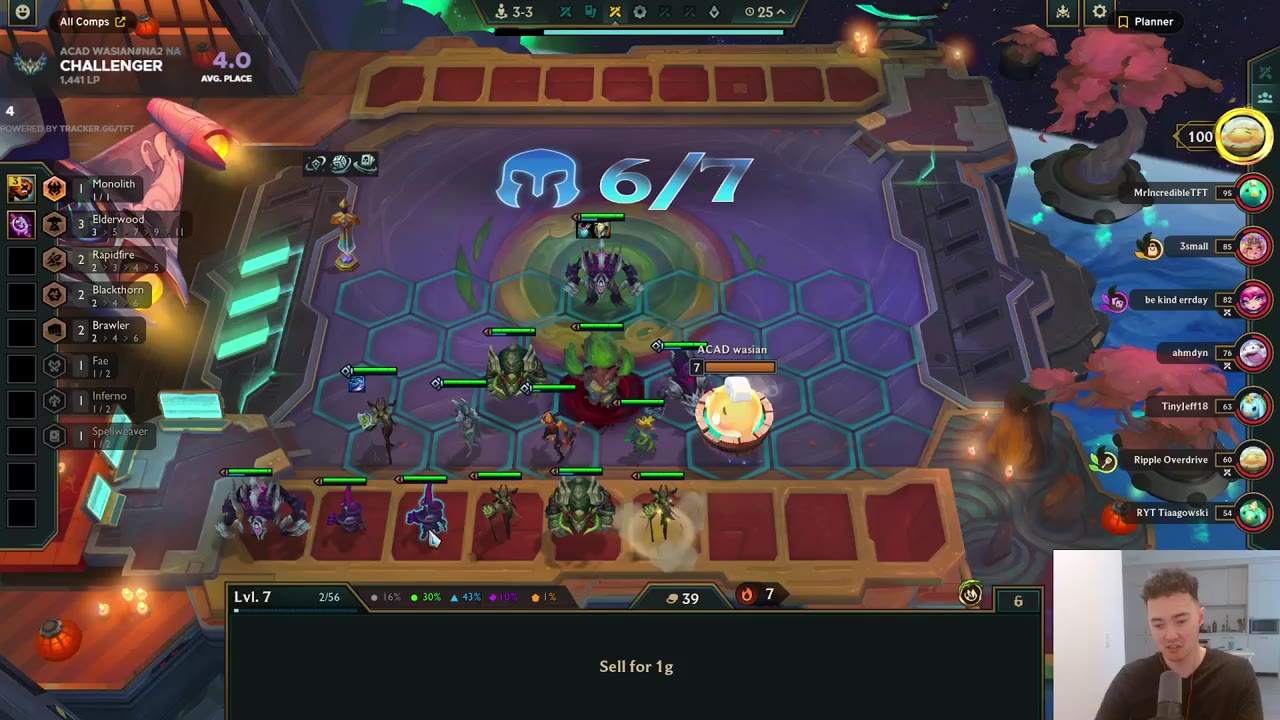 All Comps
3-3
25
Planner
ACAD WASIAN#NA2 NA
CHALLENGER
1,441 LP
4.0
AVG. PLACE
4
POWERED BY TRACKER.GG/TFT
6/7
100
MrIncredibleTFT 95
3small 85
be kind errday 82
ahmdyn 76
TinyJeff18 63
Ripple Overdrive 60
RYT Tiaagowski 54
3
1 Monolith
1 / 1
3 Elderwood
3 > 5 > 7 > 9 > 11
2 Rapidfire
2 > 3 > 4 > 5
2 Blackthorn
2 > 4 > 6
2 Brawler
2 > 4 > 6
1 Fae
1 / 2
1 Inferno
1 / 2
1 Spellweaver
1 / 2
ACAD wasian
7
Lvl. 7
2/56
16%
30%
43%
10%
1%
39
7
6
Sell for 1g